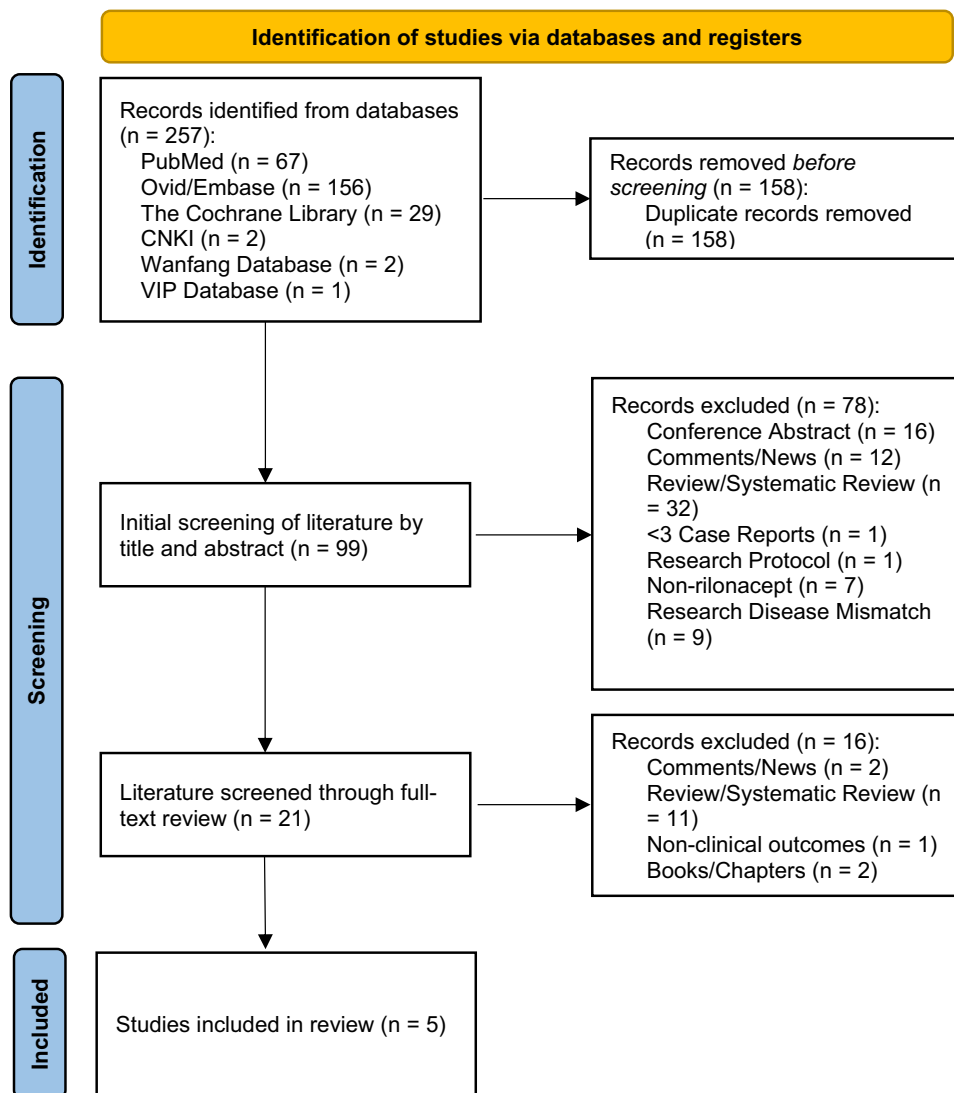 Identification of studies via databases and registers
Identification
Records identified from databases
(n = 257):
PubMed (n = 67)
Ovid/Embase (n = 156)
The Cochrane Library (n = 29)
CNKI (n = 2)
Wanfang Database (n = 2)
VIP Database (n = 1)
Records removed before
screening (n = 158):
Duplicate records removed
(n = 158)
Screening
Initial screening of literature by
title and abstract (n = 99)
Records excluded (n = 78):
Conference Abstract (n = 16)
Comments/News (n = 12)
Review/Systematic Review (n
= 32)
<3 Case Reports (n = 1)
Research Protocol (n = 1)
Non-rilonacept (n = 7)
Research Disease Mismatch
(n = 9)
Literature screened through full-
text review (n = 21)
Records excluded (n = 16):
Comments/News (n = 2)
Review/Systematic Review (n
= 11)
Non-clinical outcomes (n = 1)
Books/Chapters (n = 2)
Included
Studies included in review (n = 5)